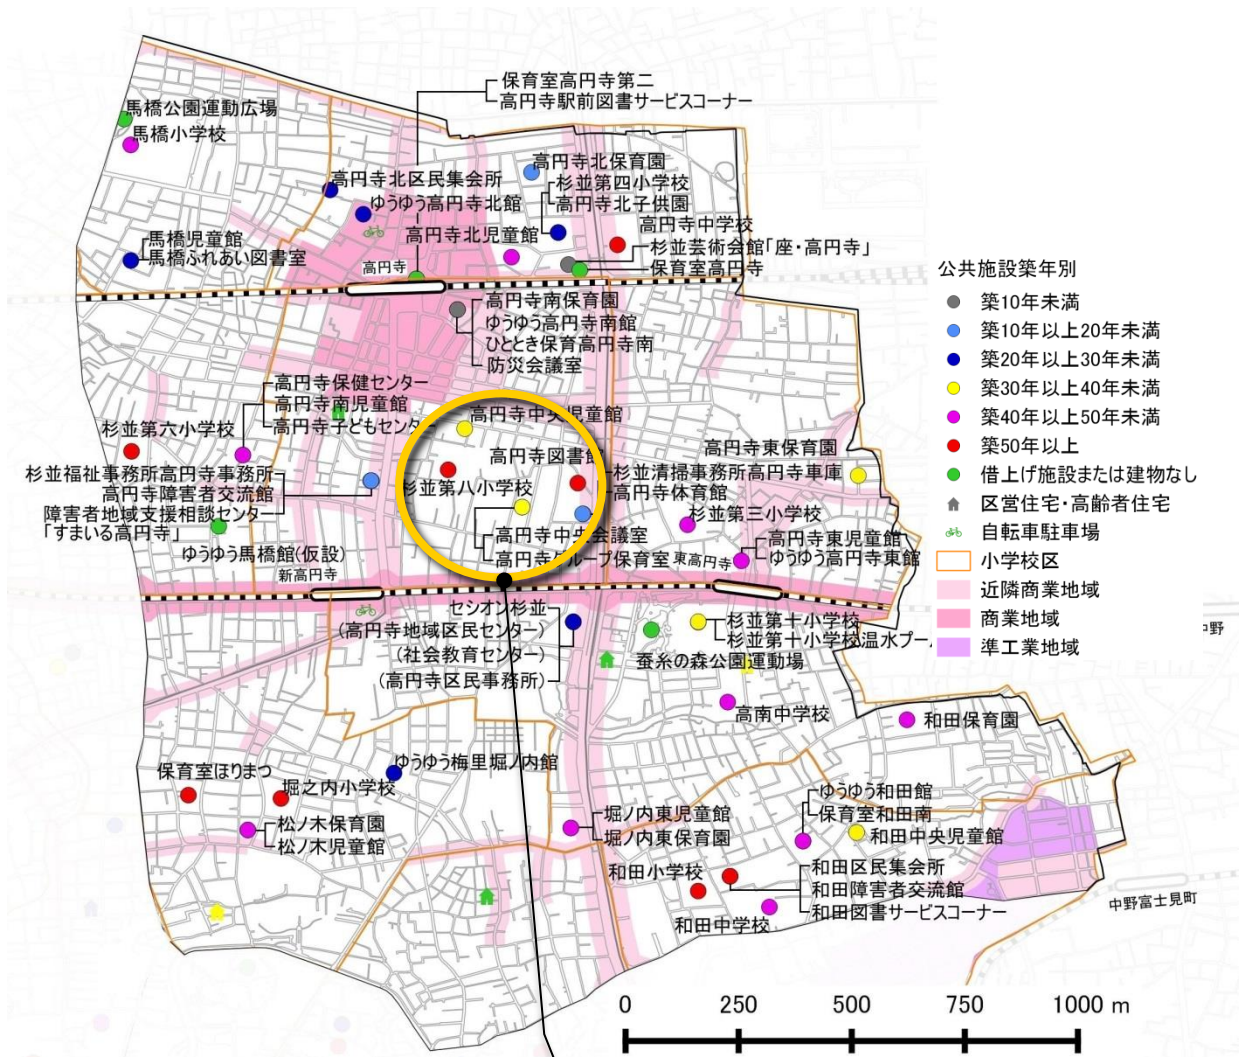 保育室高円寺第二
高円寺駅前図書サービスコーナー
馬橋公園運動広場
馬橋小学校
高円寺北保育園
高円寺北区民集会所
杉並第四小学校
ゆうゆう高円寺北館
高円寺北子供園
高円寺中学校
高円寺北児童館
馬橋児童館
杉並芸術会館「座・高円寺」
馬橋ふれあい図書室
高円寺
保育室高円寺
高円寺南保育園
ゆうゆう高円寺南館
ひととき保育高円寺南
防災会議室
高円寺保健センター
高円寺南児童館
高円寺子どもセンタ
高円寺中央児童館
杉並第六小学校
高円寺図書館
高円寺東保育園
杉並福祉事務所高円寺事務所
杉並清掃事務所高円寺車庫
高円寺障害者交流館
杉並第八小学校
高円寺体育館
障害者地域支援相談センター
「すまいる高円寺」
杉並第三小学校
高円寺中央会議室
高円寺東児童館
ゆうゆう馬橋館(仮設)
高円寺グループ保育室
東高円寺
ゆうゆう高円寺東館
新高円寺
セシオン杉並
(高円寺地域区民センター)
(社会教育センター)
(高円寺区民事務所)
杉並第十小学校
杉並第十小学校温水プー
蚕糸の森公園運動場
高南中学校
和田保育園
ゆうゆう梅里堀ノ内館
保育室ほりまつ
堀之内小学校
松ノ木保育園
松ノ木児童館
堀ノ内東児童館
堀ノ内東保育園
ゆうゆう和田館
保育室和田南
和田中央児童館
和田小学校
和田区民集会所
和田障害者交流館
和田図書サービスコーナー
和田中学校
中野富士見町
中野
公共施設築年別
築10年未満
築10年以上20年未満
築20年以上30年未満
築30年以上40年未満
築40年以上50年未満
築50年以上
借上げ施設または建物なし
区営住宅・高齢者住宅
自転車駐車場
小学校区
近隣商業地域
商業地域
準工業地域
0 250 500 750 1000 m